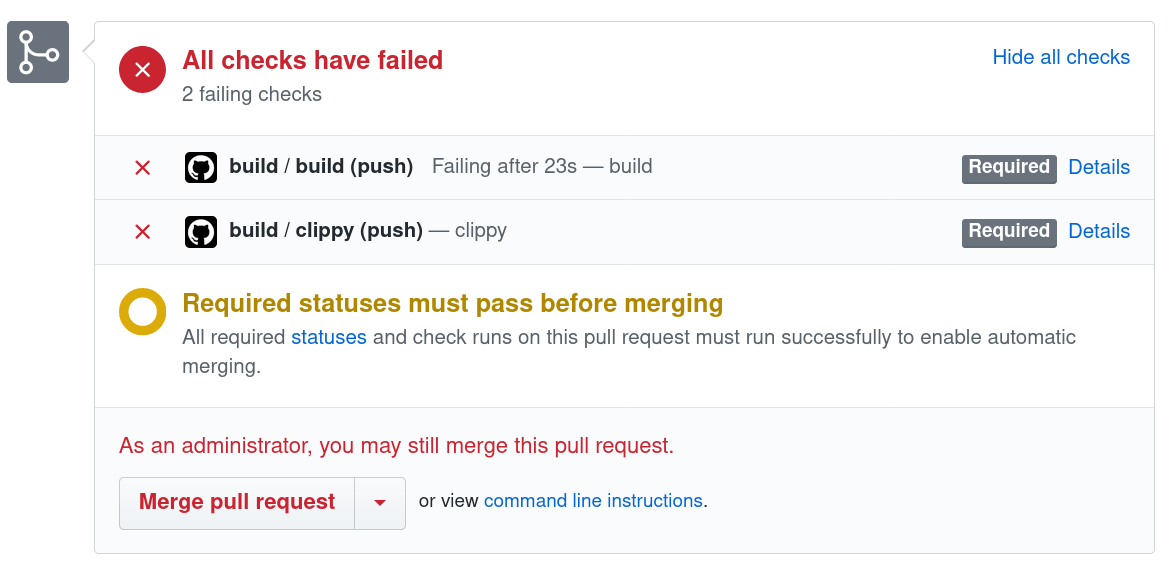 All checks have failed
Hide all checks
2 failing checks
build / build (push) Failing after 23s — build Required Details
build / clippy (push) — clippy Required Details
Required statuses must pass before merging
All required statuses and check runs on this pull request must run successfully to enable automatic
merging.
As an administrator, you may still merge this pull request.
Merge pull request or view command line instructions.